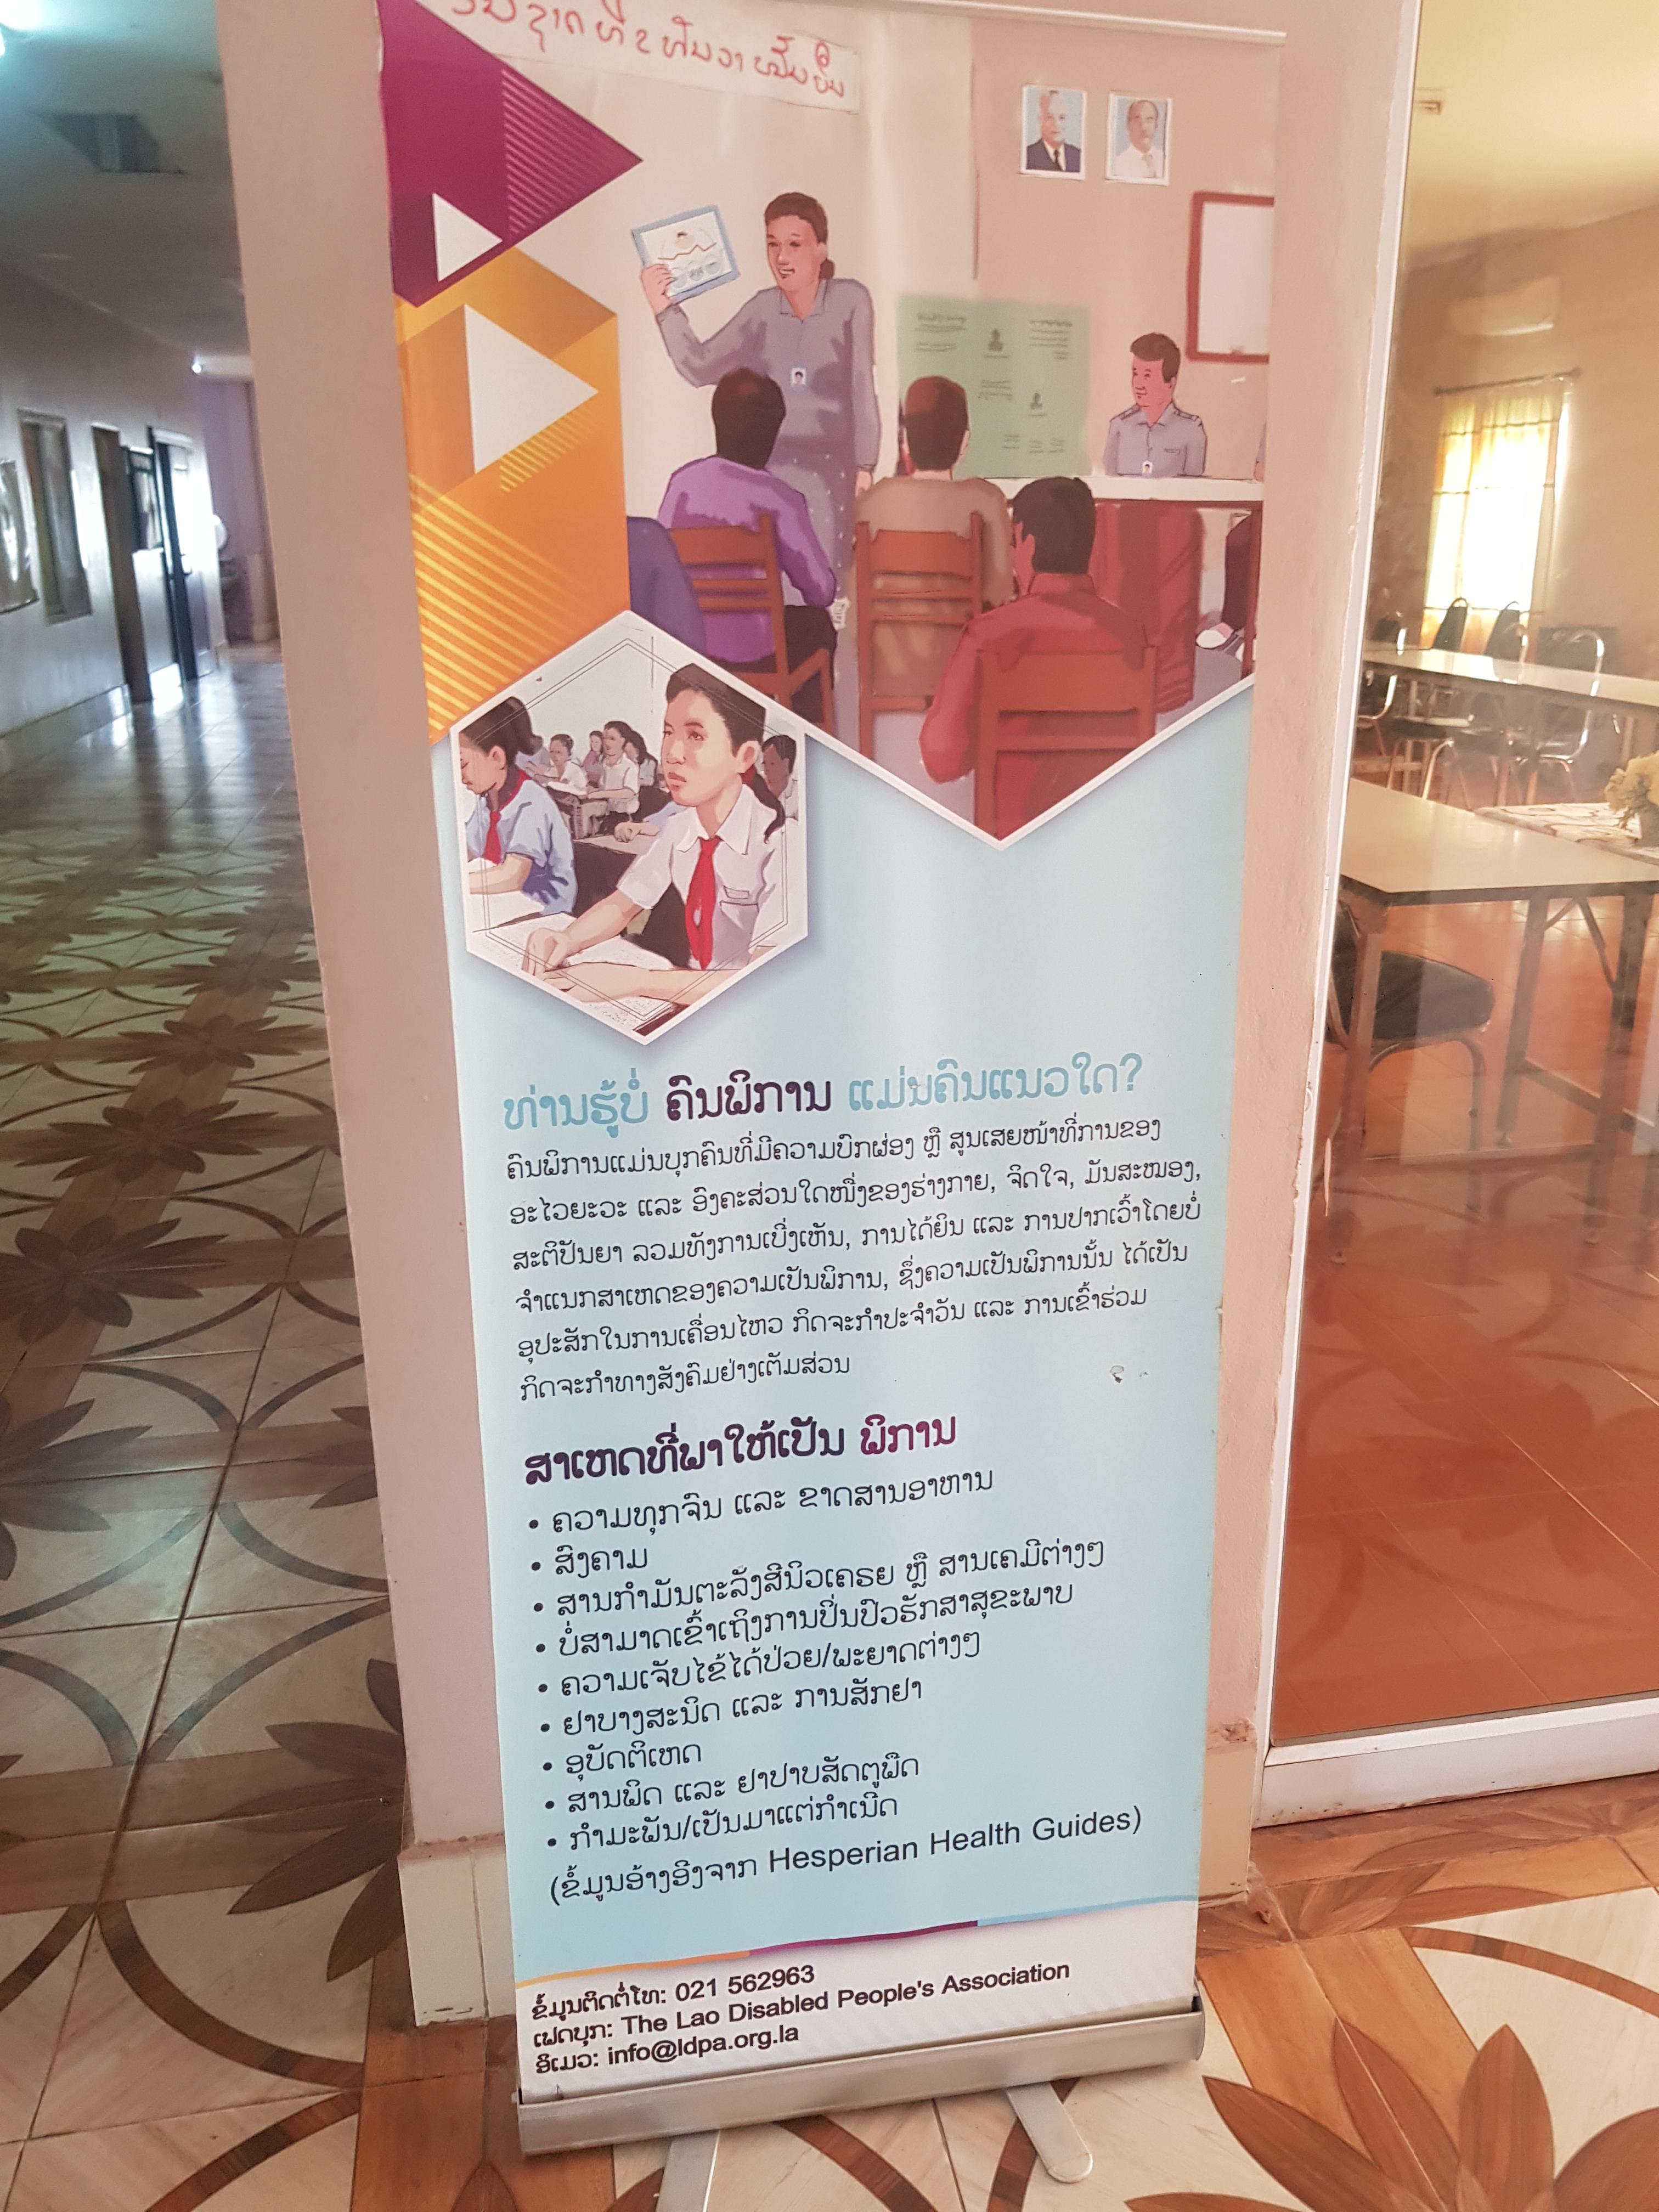 ທ່ານຮູ້ບໍ່ ຄົນພິການ ແມ່ນຄົນແນວໃດ?
ຄົນພິການແມ່ນບຸກຄົນທີ່ມີຄວາມບົກຜ່ອງ ຫຼື ສູນເສຍໜ້າທີ່ການຂອງ
ອະໄວຍະວະ ແລະ ອົງຄະສ່ວນໃດໜື່ງຂອງຮ່າງກາຍ, ຈິດໃຈ, ມັນສະໝອງ,
ສະຕິປັນຍາ ລວມທັງການເບິ່ງເຫັນ, ການໄດ້ຍິນ ແລະ ການປາກເວົ້າໂດຍບໍ່
ຈຳແນກສາເຫດຂອງຄວາມເປັນພິການ, ຊຶ່ງຄວາມເປັນພິການນັ້ນ ໄດ້ເປັນ
ອຸປະສັກໃນການເຄື່ອນໄຫວ ກິດຈະກຳປະຈຳວັນ ແລະ ການເຂົ້າຮ່ວມ
ກິດຈະກຳທາງສັງຄົມຢ່າງເຕັມສ່ວນ
ສາເຫດທີ່ພາໃຫ້ເປັນ ພິການ
• ຄວາມທຸກຈົນ ແລະ ຂາດສານອາຫານ
• ສົງຄາມ
• ສານກຳມັນຕະລັງສີນິວເຄຣຍ ຫຼື ສານເຄມີຕ່າງໆ
• ບໍ່ສາມາດເຂົ້າເຖິງການປິ່ນປົວຮັກສາສຸຂະພາບ
• ຄວາມເຈັບໄຂ້ໄດ້ປ່ວຍ/ພະຍາດຕ່າງໆ
• ຢາບາງສະນິດ ແລະ ການສັກຢາ
• ອຸບັດຕິເຫດ
• ສານພິດ ແລະ ຢາປາບສັດຕູພືດ
• ກຳມະພັນ/ເປັນມາແຕ່ກຳເນີດ
(ຂໍ້ມູນອ້າງອີງຈາກ Hesperian Health Guides)
ຂໍ້ມູນຕິດຕໍ່ໂທ: 021 562963
ເຟດບຸກ: The Lao Disabled People's Association
ອີເມວ: info@ldpa.org.la